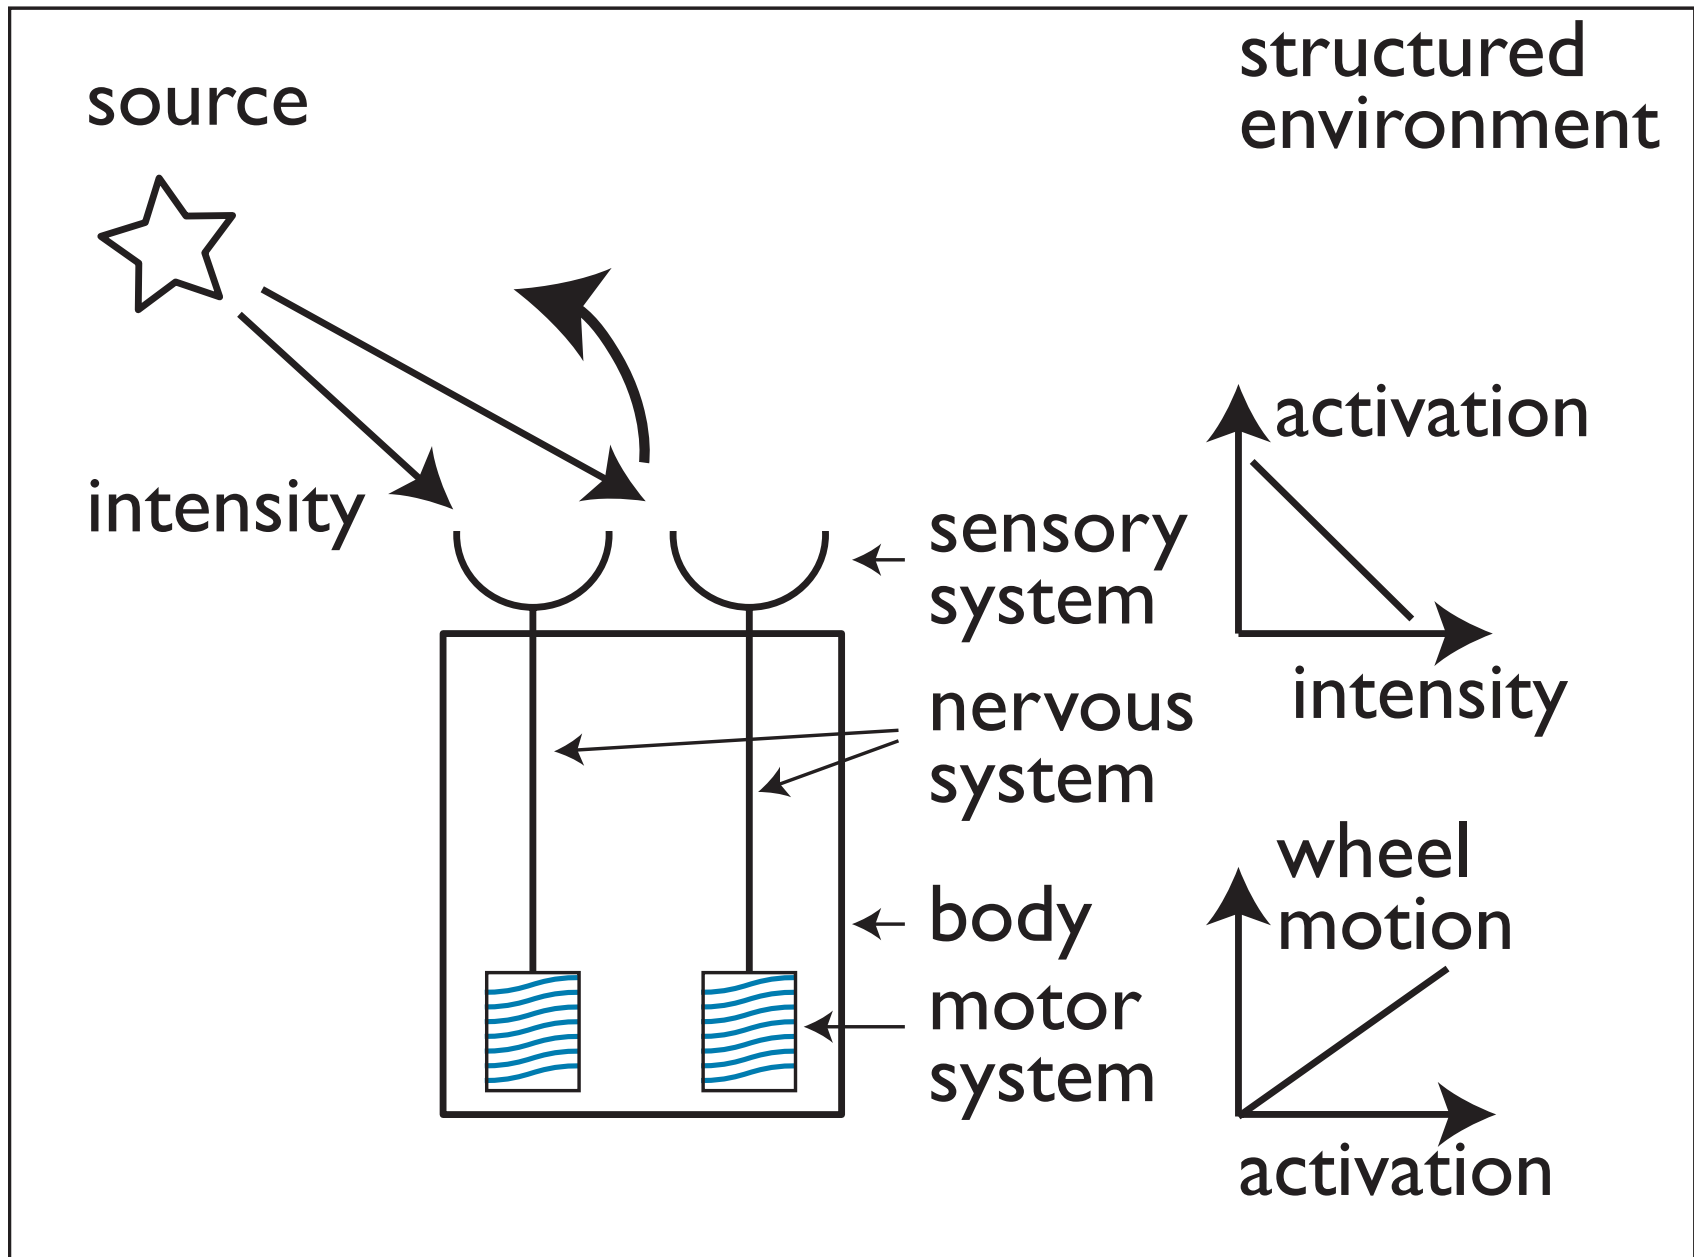 structured
environment
source
intensity
activation
intensity
sensory
system
nervous
system
body
motor
system
wheel
motion
activation